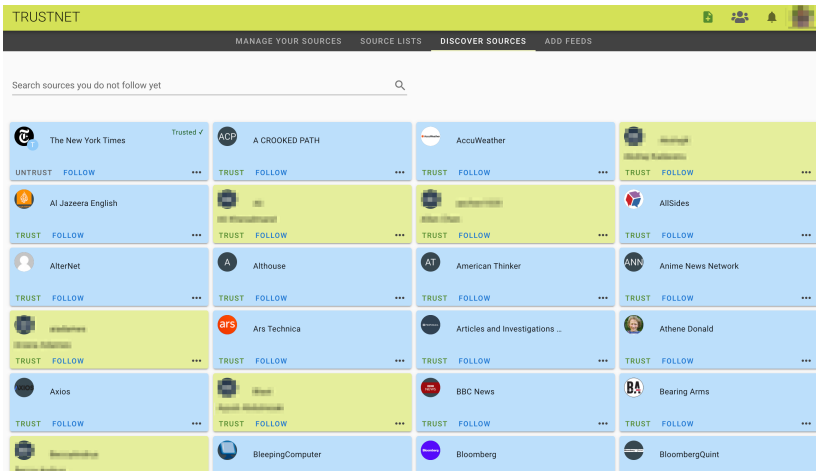 TRUSTNET
MANAGE YOUR SOURCES SOURCE LISTS DISCOVER SOURCES ADD FEEDS
Search sources you do not follow yet
The New York Times Trusted ✓
T
UNTRUST FOLLOW •••
ACP A CROOKED PATH
TRUST FOLLOW •••
AccuWeather
TRUST FOLLOW •••
TRUST FOLLOW •••
Al Jazeera English
TRUST FOLLOW •••
TRUST FOLLOW •••
TRUST FOLLOW •••
AllSides
TRUST FOLLOW •••
AlterNet
TRUST FOLLOW •••
A Althouse
TRUST FOLLOW •••
AT American Thinker
TRUST FOLLOW •••
ANN Anime News Network
TRUST FOLLOW •••
TRUST FOLLOW •••
ars Ars Technica
TRUST FOLLOW •••
Articles and Investigations ...
TRUST FOLLOW •••
Athene Donald
TRUST FOLLOW •••
Axios
TRUST FOLLOW •••
TRUST FOLLOW •••
BBC News
TRUST FOLLOW •••
BA Bearing Arms
TRUST FOLLOW •••
BleepingComputer
Bloomberg
BloombergQuint